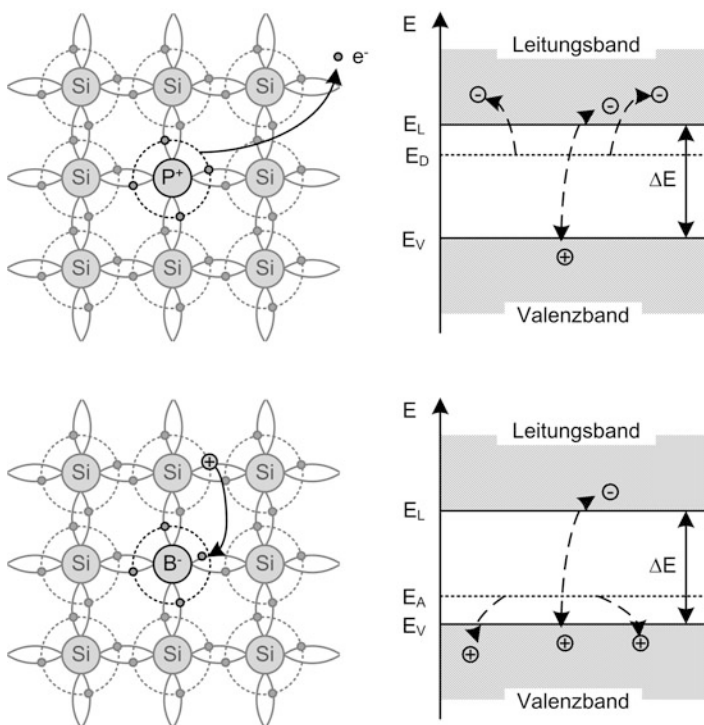 Si Si Si
e⁻
Si P⁺ Si
Si Si Si
E
Leitungsband
⊖ ⊖ ⊖
E_L
E_D
ΔE
E_V
⊕
Valenzband
Si Si Si
+
Si B⁻ Si
Si Si Si
E
Leitungsband
⊖
E_L
ΔE
E_A
E_V
⊕ ⊕ ⊕
Valenzband